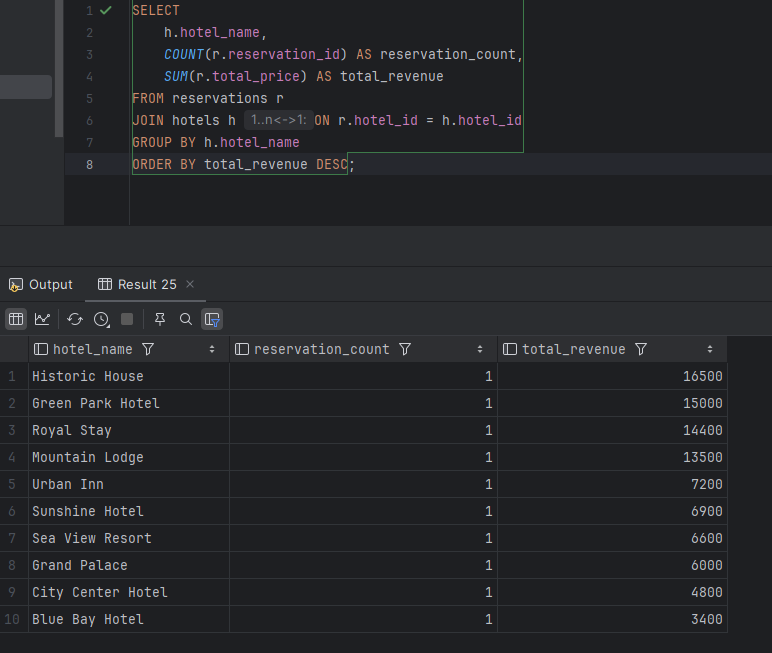 1 SELECT
2 h.hotel_name,
3 COUNT(r.reservation_id) AS reservation_count,
4 SUM(r.total_price) AS total_revenue
5 FROM reservations r
6 JOIN hotels h 1..n<->1: ON r.hotel_id = h.hotel_id
7 GROUP BY h.hotel_name
8 ORDER BY total_revenue DESC;
Output Result 25 ×
hotel_name reservation_count total_revenue
1 Historic House 1 16500
2 Green Park Hotel 1 15000
3 Royal Stay 1 14400
4 Mountain Lodge 1 13500
5 Urban Inn 1 7200
6 Sunshine Hotel 1 6900
7 Sea View Resort 1 6600
8 Grand Palace 1 6000
9 City Center Hotel 1 4800
10 Blue Bay Hotel 1 3400